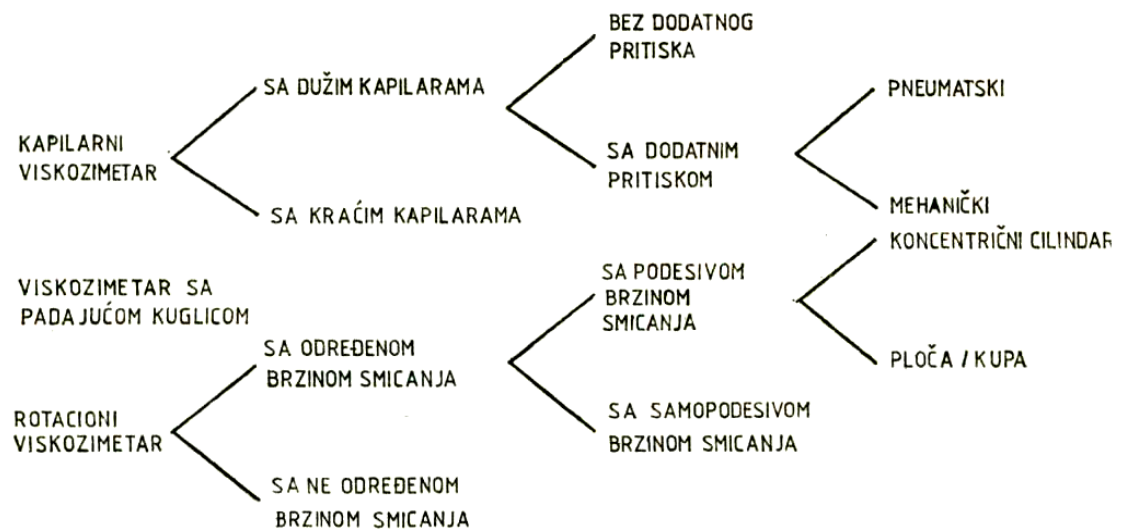 BEZ DODATNOG
PRITISKA
SA DUŽIM KAPILARAMA
PNEUMATSKI
KAPILARNI
VISKOZIMETAR
SA DODATNIM
PRITISKOM
SA KRAĆIM KAPILARAMA
MEHANIČKI
KONCENTRIČNI CILINDAR
VISKOZIMETAR SA
PADAJUĆOM KUGLICOM
SA PODESIVOM
BRZINOM
SMICANJA
SA ODREĐENOM
BRZINOM SMICANJA
PLOČA / KUPA
ROTACIONI
VISKOZIMETAR
SA SAMOPODESIVOM
BRZINOM SMICANJA
SA NE ODREĐENOM
BRZINOM SMICANJA